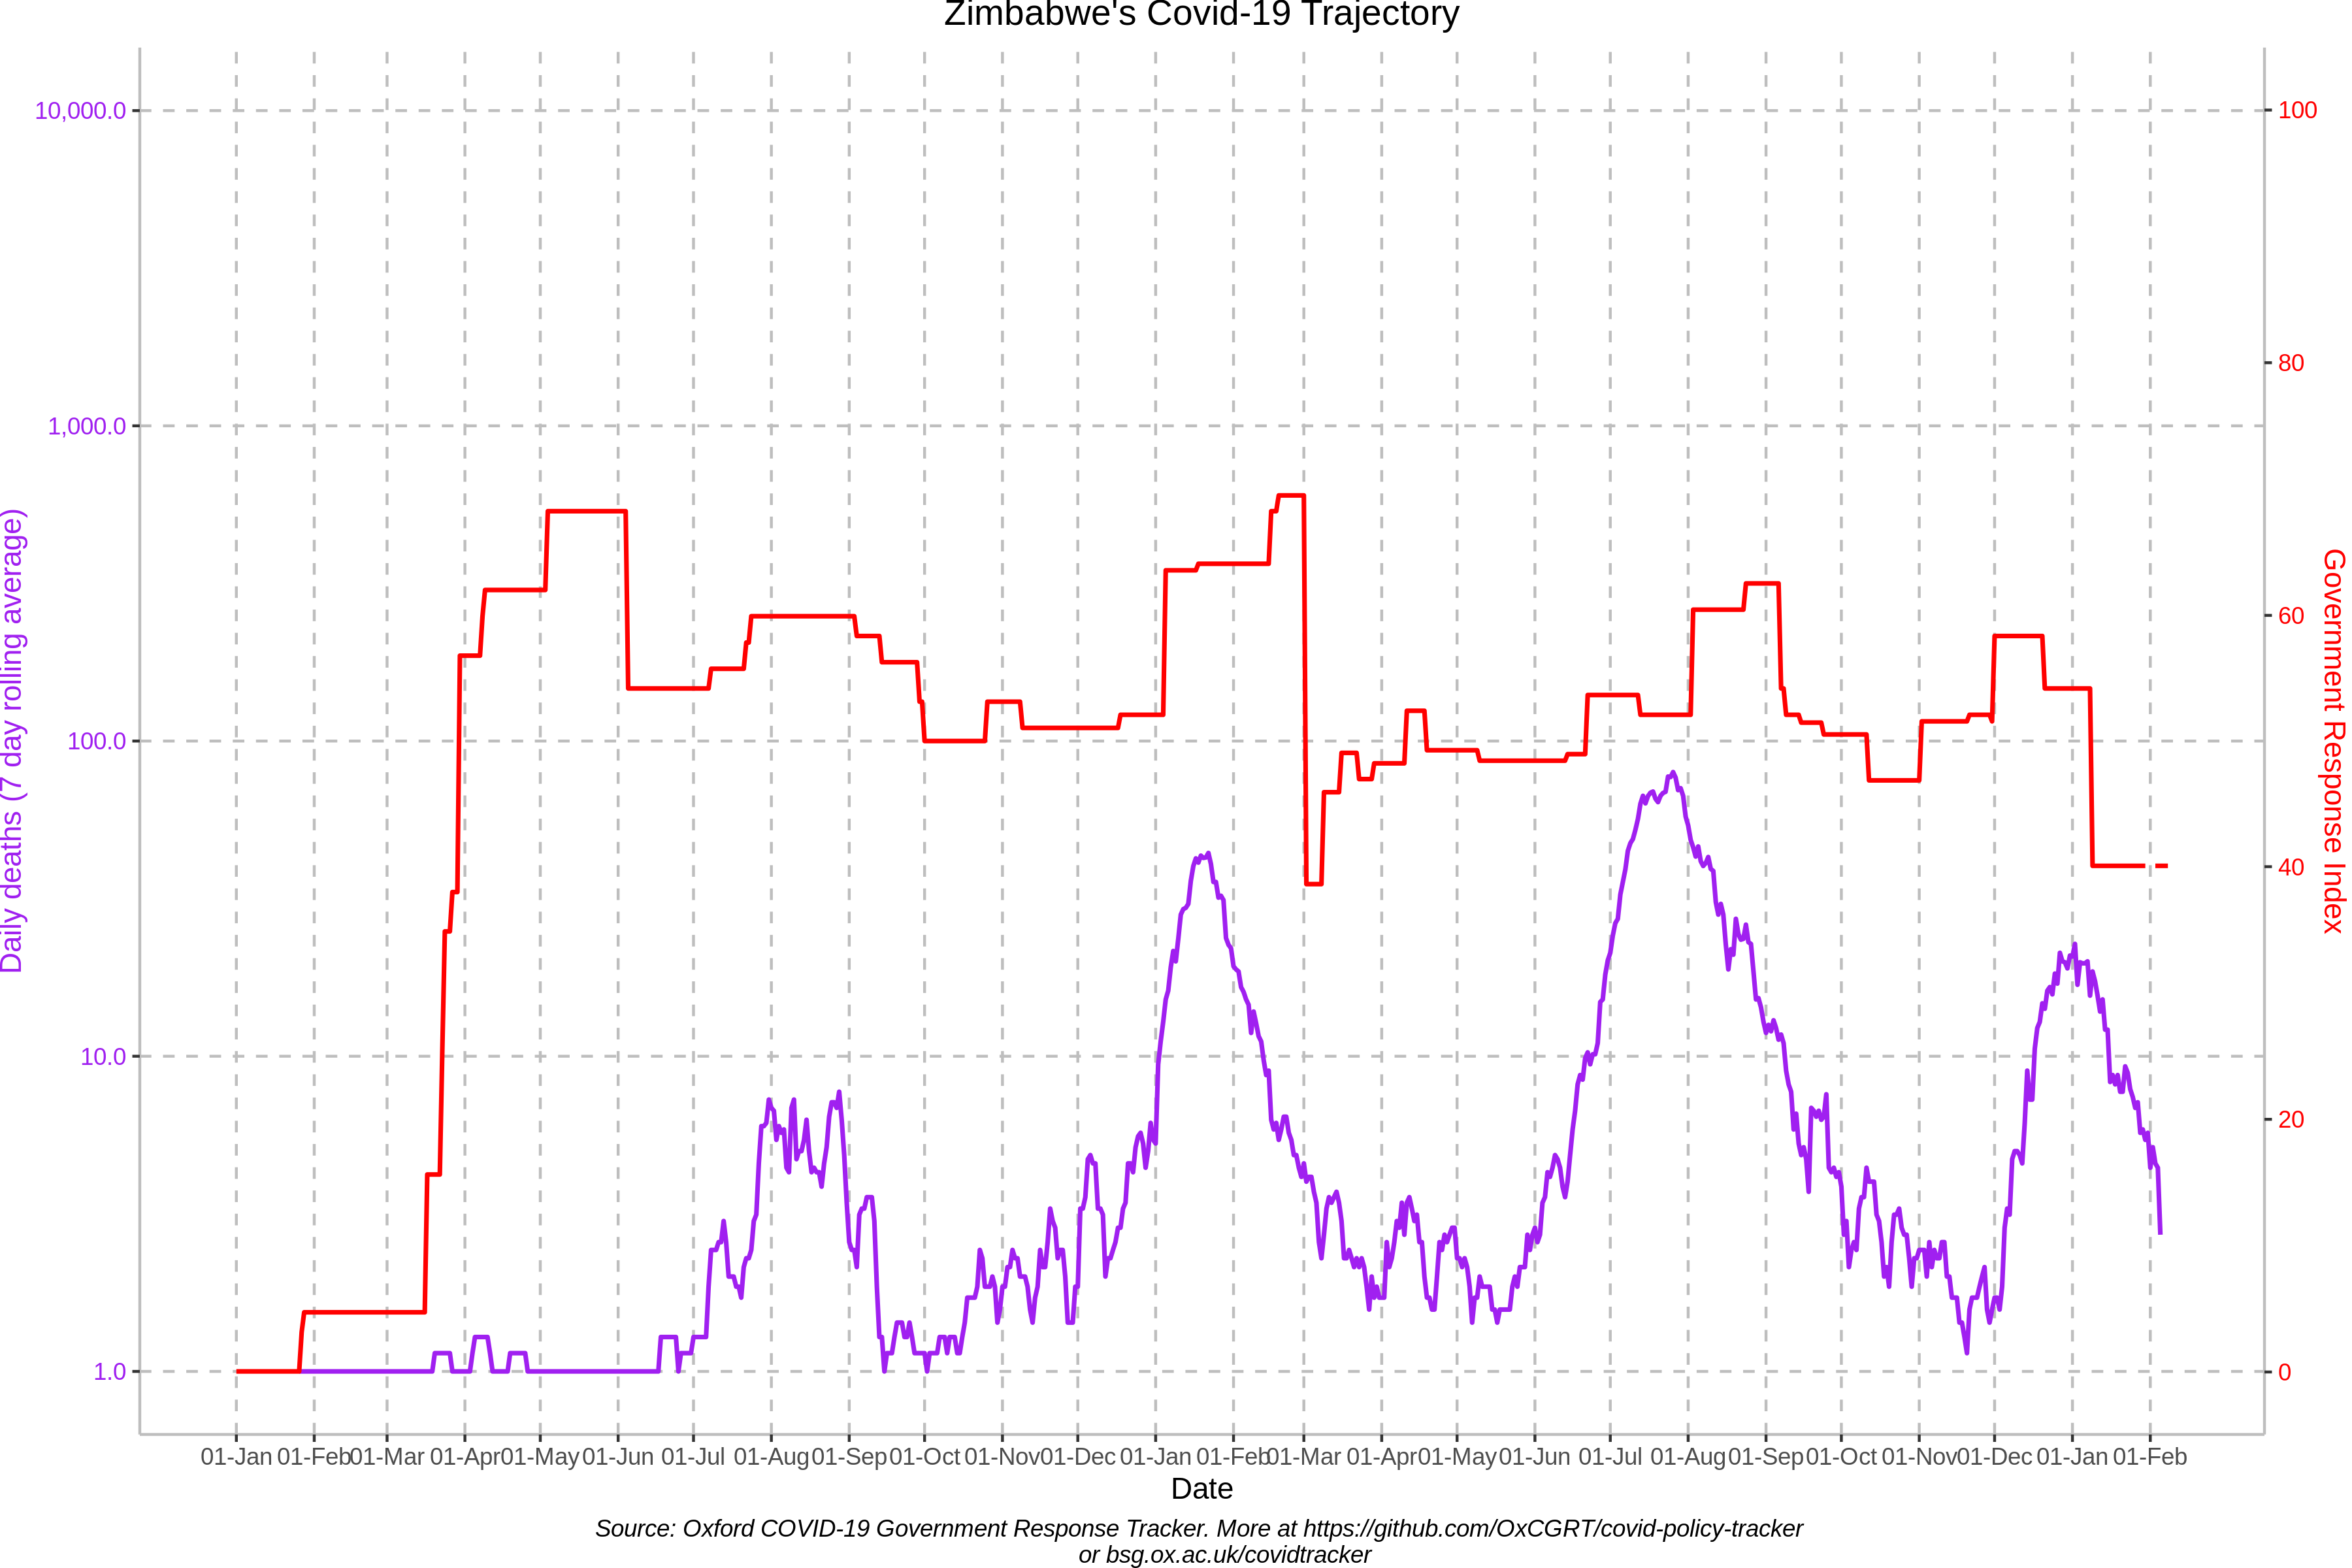 Zimbabwe's Covid-19 Trajectory
10,000.0
1,000.0
100.0
10.0
1.0
Daily deaths (7 day rolling average)
100
80
60
40
20
0
Government Response Index
01-Jan 01-Feb 01-Mar 01-Apr 01-May 01-Jun 01-Jul 01-Aug 01-Sep 01-Oct 01-Nov 01-Dec 01-Jan 01-Feb 01-Mar 01-Apr 01-May 01-Jun 01-Jul 01-Aug 01-Sep 01-Oct 01-Nov 01-Dec 01-Jan 01-Feb
Date
Source: Oxford COVID-19 Government Response Tracker. More at https://github.com/OxCGRT/covid-policy-tracker
or bsg.ox.ac.uk/covidtracker